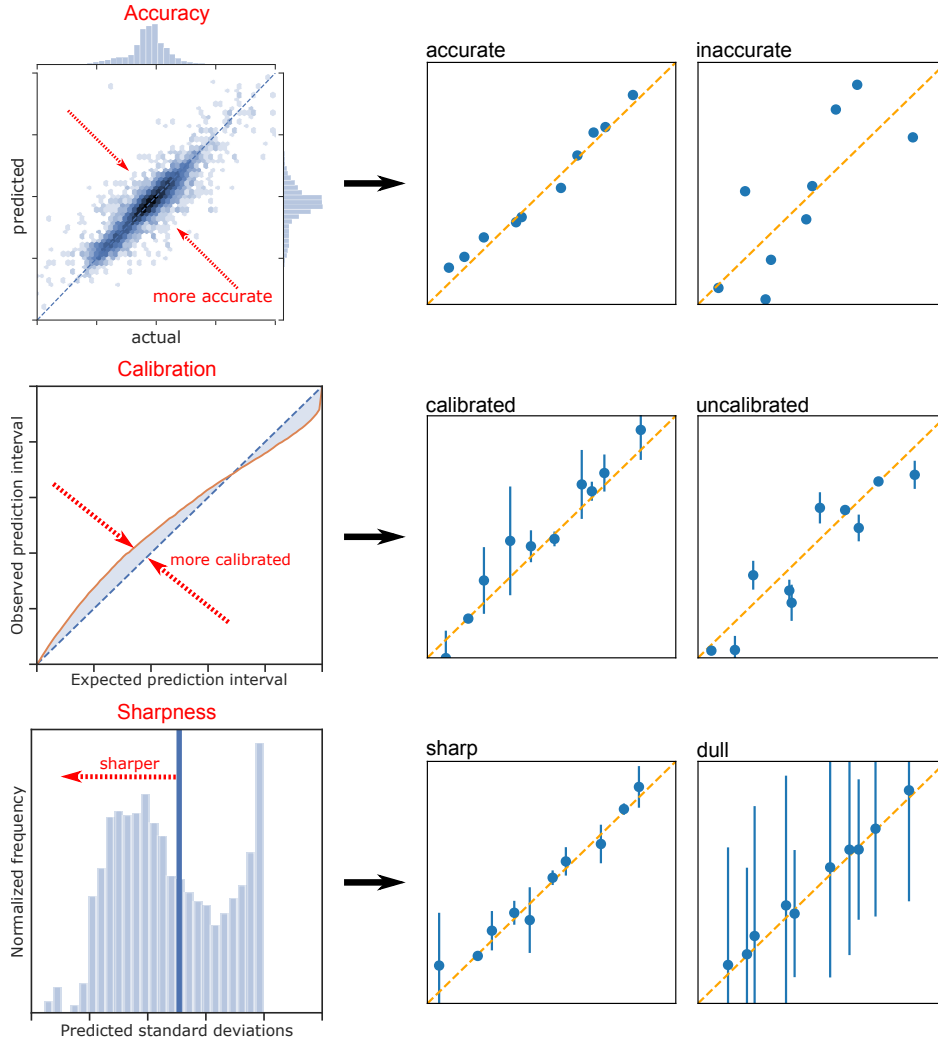 Accuracy
accurate
inaccurate
predicted
more accurate
actual
Calibration
calibrated
uncalibrated
Observed prediction interval
more calibrated
Expected prediction interval
Sharpness
sharp
dull
sharper
Normalized frequency
Predicted standard deviations